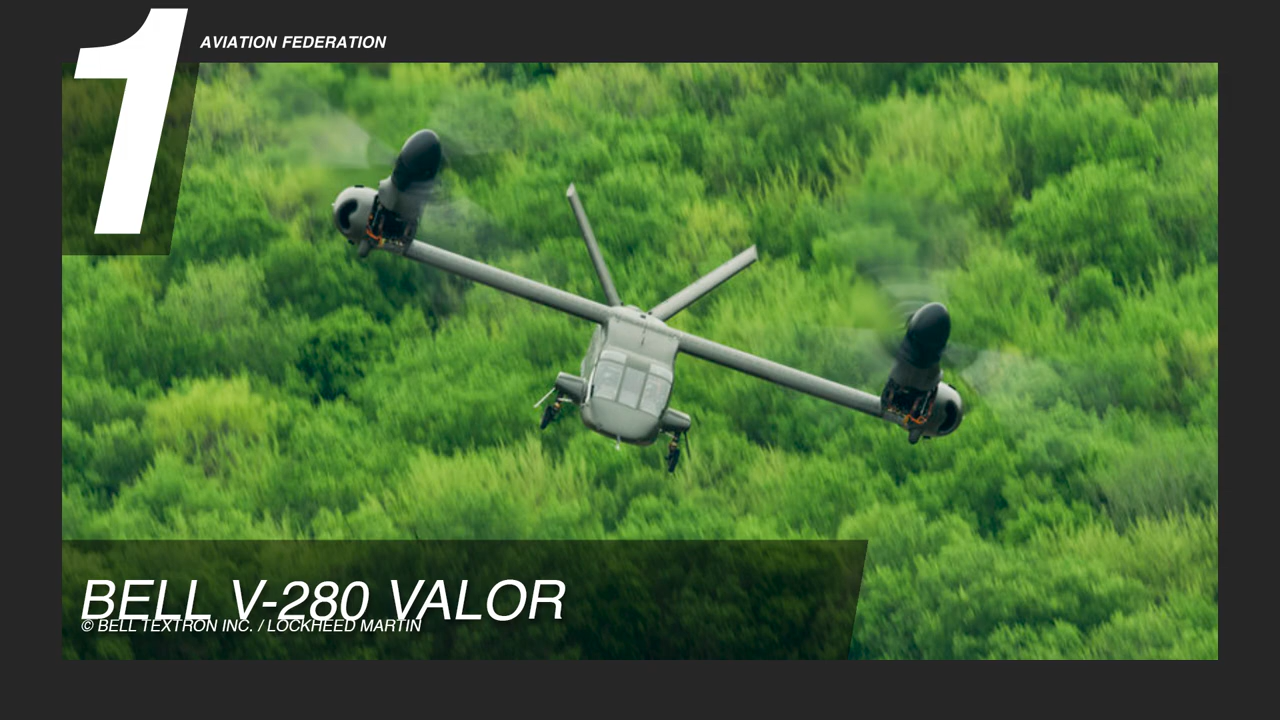 1
AVIATION FEDERATION
BELL V-280 VALOR
© BELL TEXTRON INC. / LOCKHEED MARTIN